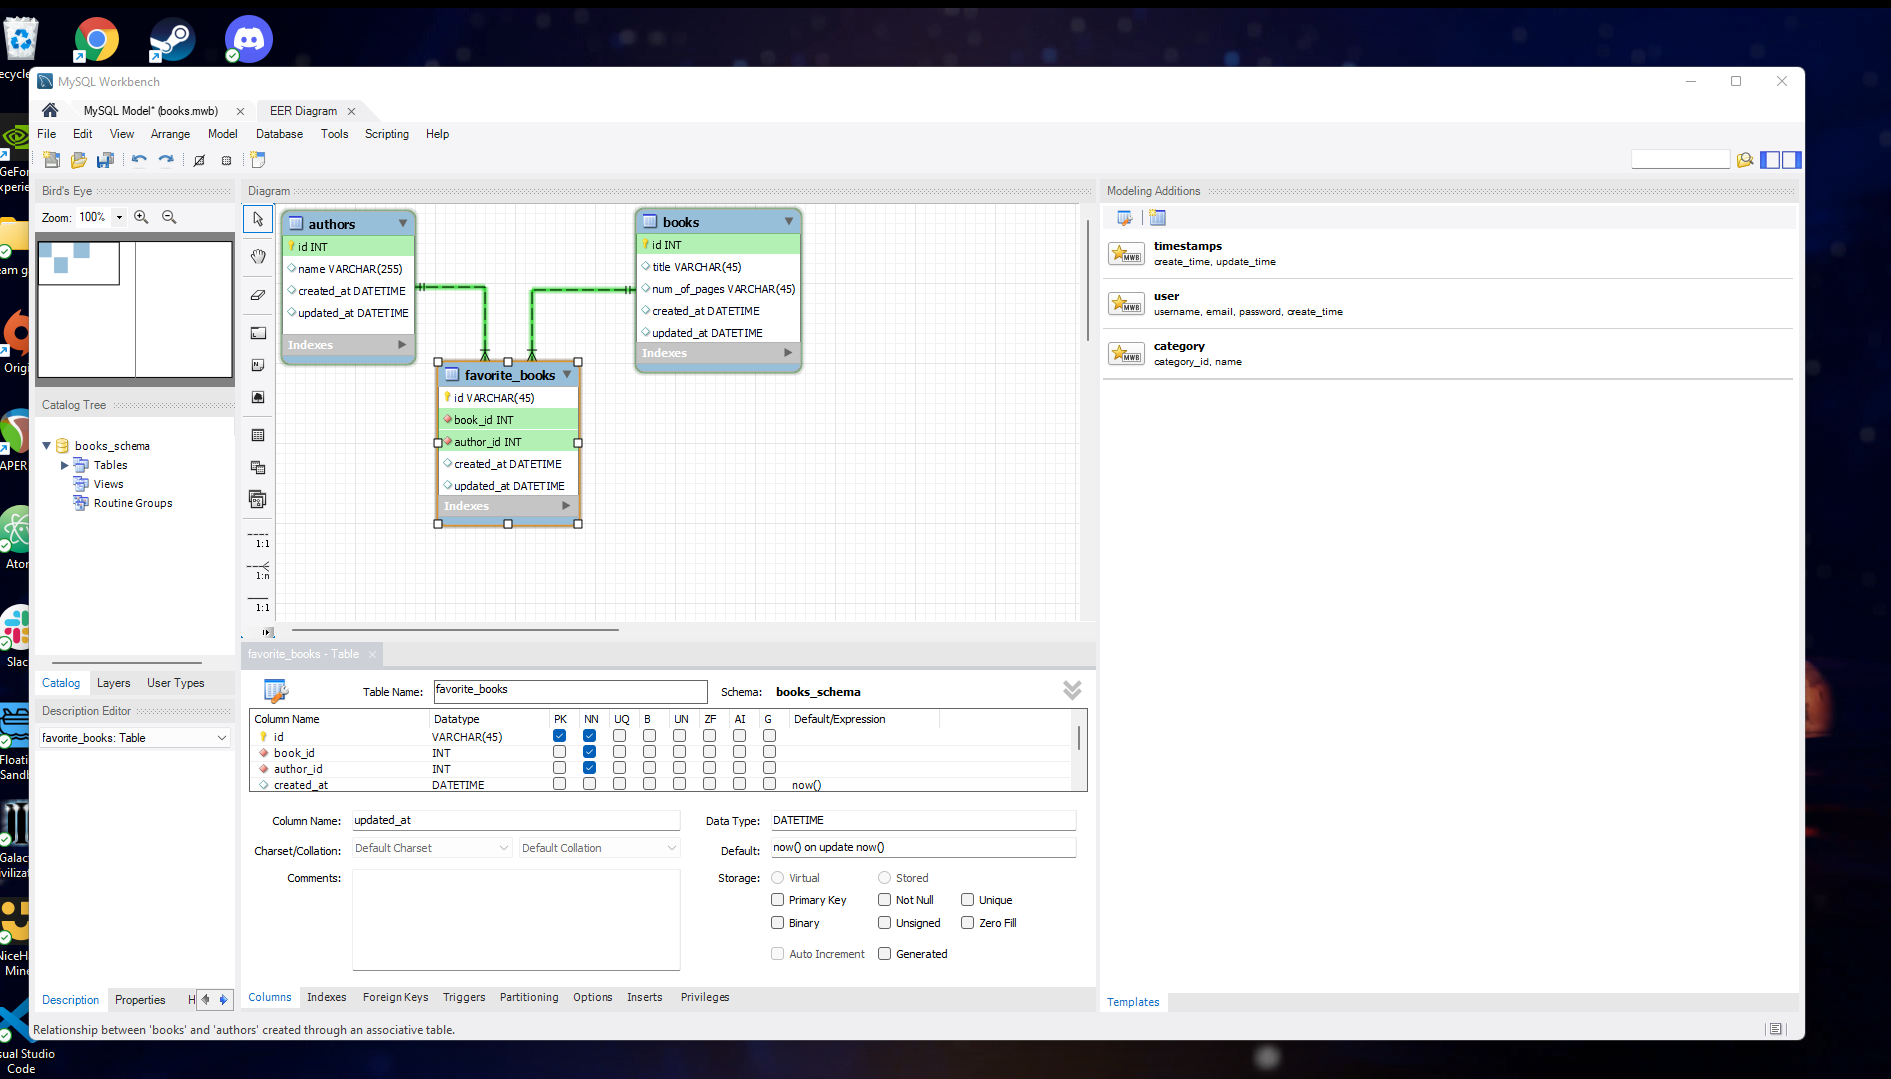 ecycle
MySQL Workbench
MySQL Model* (books.mwb)
EER Diagram
File Edit View Arrange Model Database Tools Scripting Help
GeFor
xperie
Bird's Eye
Zoom: 100%
Diagram
Modeling Additions
authors
id INT
name VARCHAR(255)
created_at DATETIME
updated_at DATETIME
Indexes
books
id INT
title VARCHAR(45)
num_of_pages VARCHAR(45)
created_at DATETIME
updated_at DATETIME
Indexes
favorite_books
id VARCHAR(45)
book_id INT
author_id INT
created_at DATETIME
updated_at DATETIME
Indexes
MWB
timestamps
create_time, update_time
MWB
user
username, email, password, create_time
MWB
category
category_id, name
eam g
Origi
APER
Atom
Slac
Floati
Sandb
Galac
ivilizat
NiceH
Mine
sual Studio
Code
Catalog Tree
books_schema
Tables
Views
Routine Groups
1:1
1:n
1:1
Catalog Layers User Types
Description Editor
favorite_books: Table
Description Properties H
favorite_books - Table
Table Name: favorite_books Schema: books_schema
Column Name Datatype PK NN UQ B UN ZF AI G Default/Expression
id VARCHAR(45)
book_id INT
author_id INT
created_at DATETIME now()
Column Name: updated_at Data Type: DATETIME
Charset/Collation: Default Charset Default Collation Default: now() on update now()
Comments: Storage: Virtual Stored
Primary Key Not Null Unique
Binary Unsigned Zero Fill
Auto Increment Generated
Columns Indexes Foreign Keys Triggers Partitioning Options Inserts Privileges
Templates
Relationship between 'books' and 'authors' created through an associative table.